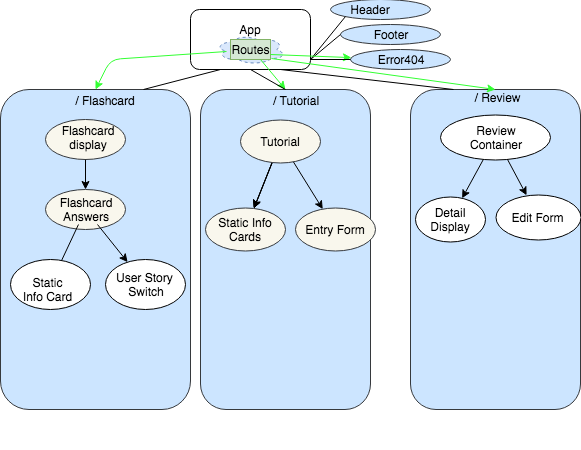 Header
App
Footer
Routes
Error404
/ Flashcard
/ Tutorial
/ Review
Flashcard
display
Tutorial
Review
Container
Flashcard
Answers
Static Info
Cards
Entry Form
Detail
Display
Edit Form
Static
Info Card
User Story
Switch